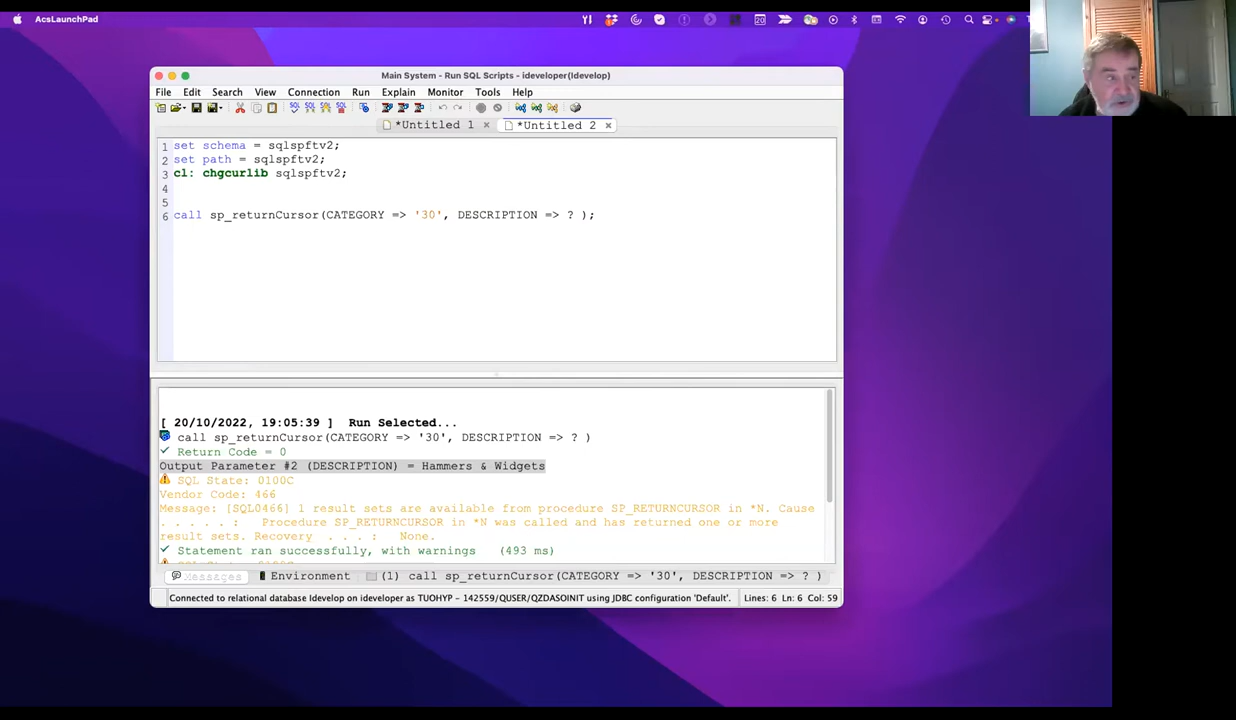 AcsLaunchPad
20
Main System - Run SQL Scripts - ideveloper(Idevelop)
File Edit Search View Connection Run Explain Monitor Tools Help
*Untitled 1 *Untitled 2
1 set schema = sqlspftv2;
2 set path = sqlspftv2;
3 cl: chgcurlib sqlspftv2;
4
5
6 call sp_returnCursor(CATEGORY => '30', DESCRIPTION => ? );
[ 20/10/2022, 19:05:39 ] Run Selected...
call sp_returnCursor(CATEGORY => '30', DESCRIPTION => ? )
Return Code = 0
Output Parameter #2 (DESCRIPTION) = Hammers & Widgets
SQL State: 0100C
Vendor Code: 466
Message: [SQL0466] 1 result sets are available from procedure SP_RETURNCURSOR in *N. Cause
. . . . . : Procedure SP_RETURNCURSOR in *N was called and has returned one or more
result sets. Recovery . . . : None.
Statement ran successfully, with warnings (493 ms)
Messages Environment (1) call sp_returnCursor(CATEGORY => '30', DESCRIPTION => ? )
Connected to relational database Idevelop on ideveloper as TUOHYP - 142559/QUSER/QZDASOINIT using JDBC configuration 'Default'. Lines: 6 Ln: 6 Col: 59